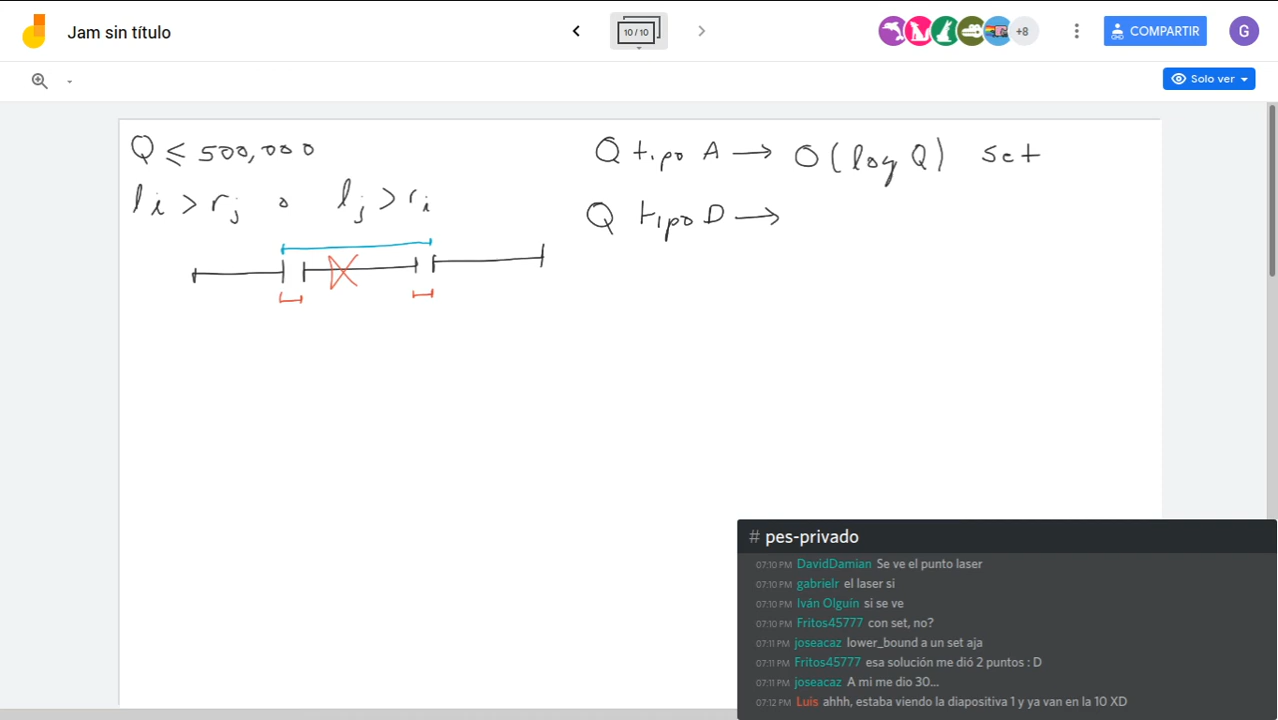 Jam sin título
10 / 10
+8
COMPARTIR
G
Solo ver
Q ≤ 500,000
li > rj o lj > ri
Q tipo A → O(log Q) set
Q tipo D →
# pes-privado
07:10 PM DavidDamian Se ve el punto laser
07:10 PM gabrielr el laser si
07:10 PM Iván Olguín si se ve
07:10 PM Fritos45777 con set, no?
07:11 PM joseacaz lower_bound a un set aja
07:11 PM Fritos45777 esa solución me dió 2 puntos : D
07:11 PM joseacaz A mi me dio 30...
07:12 PM Luis ahhh, estaba viendo la diapositiva 1 y ya van en la 10 XD